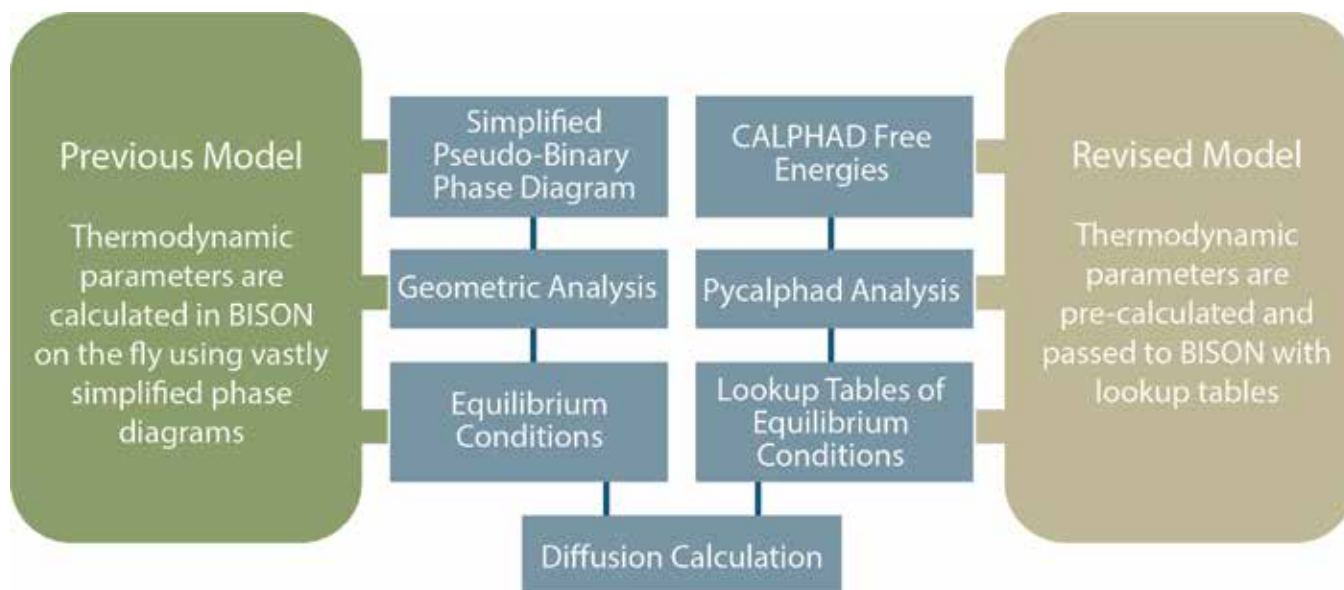 Previous Model
Thermodynamic
parameters are
calculated in BISON
on the fly using vastly
simplified phase
diagrams
Simplified
Pseudo-Binary
Phase Diagram
Geometric Analysis
Equilibrium
Conditions
CALPHAD Free
Energies
Pycalphad Analysis
Lookup Tables of
Equilibrium
Conditions
Diffusion Calculation
Revised Model
Thermodynamic
parameters are
pre-calculated and
passed to BISON with
lookup tables